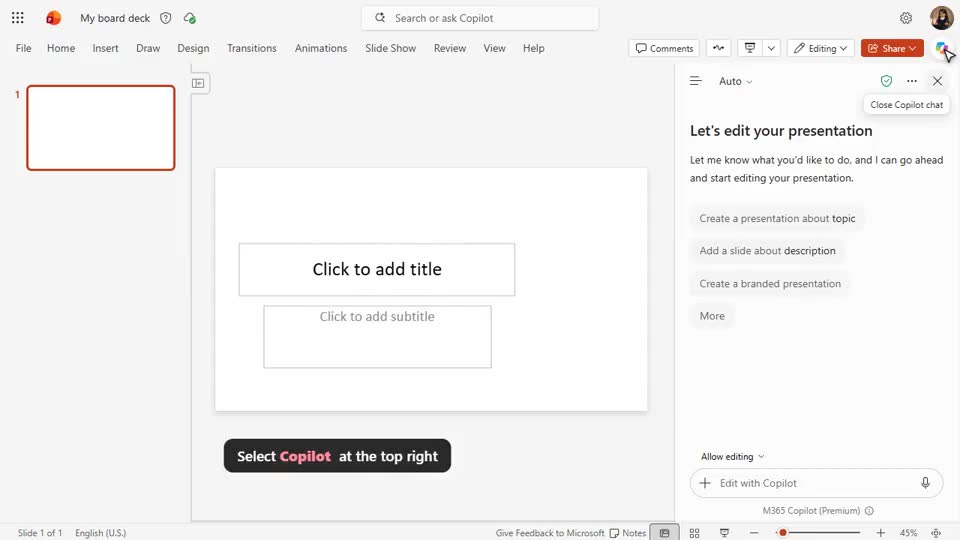 My board deck
Search or ask Copilot
File Home Insert Draw Design Transitions Animations Slide Show Review View Help
Comments Editing Share
1
Auto
Close Copilot chat
Let's edit your presentation
Let me know what you'd like to do, and I can go ahead
and start editing your presentation.
Create a presentation about topic
Add a slide about description
Create a branded presentation
More
Click to add title
Click to add subtitle
Select Copilot at the top right
Allow editing
Edit with Copilot
M365 Copilot (Premium)
Slide 1 of 1 English (U.S.) Give Feedback to Microsoft Notes 45%